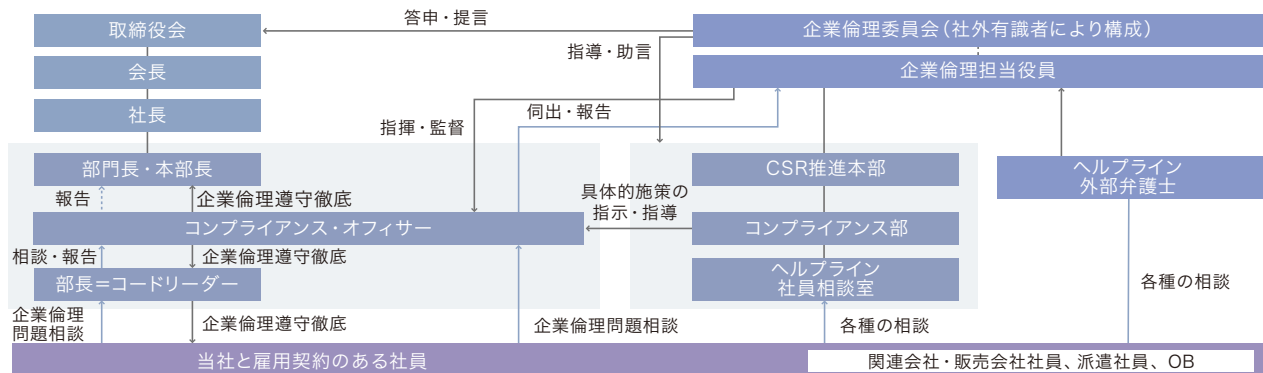 取締役会
答申・提言
企業倫理委員会（社外有識者により構成）
指導・助言
会長
企業倫理担当役員
社長
指揮・監督
伺出・報告
部門長・本部長
CSR推進本部
ヘルプライン
外部弁護士
報告
企業倫理遵守徹底
具体的施策の
指示・指導
コンプライアンス・オフィサー
コンプライアンス部
相談・報告
企業倫理遵守徹底
部長＝コードリーダー
ヘルプライン
社員相談室
各種の相談
企業倫理
問題相談
企業倫理遵守徹底
企業倫理問題相談
各種の相談
当社と雇用契約のある社員
関連会社・販売会社社員、派遣社員、OB